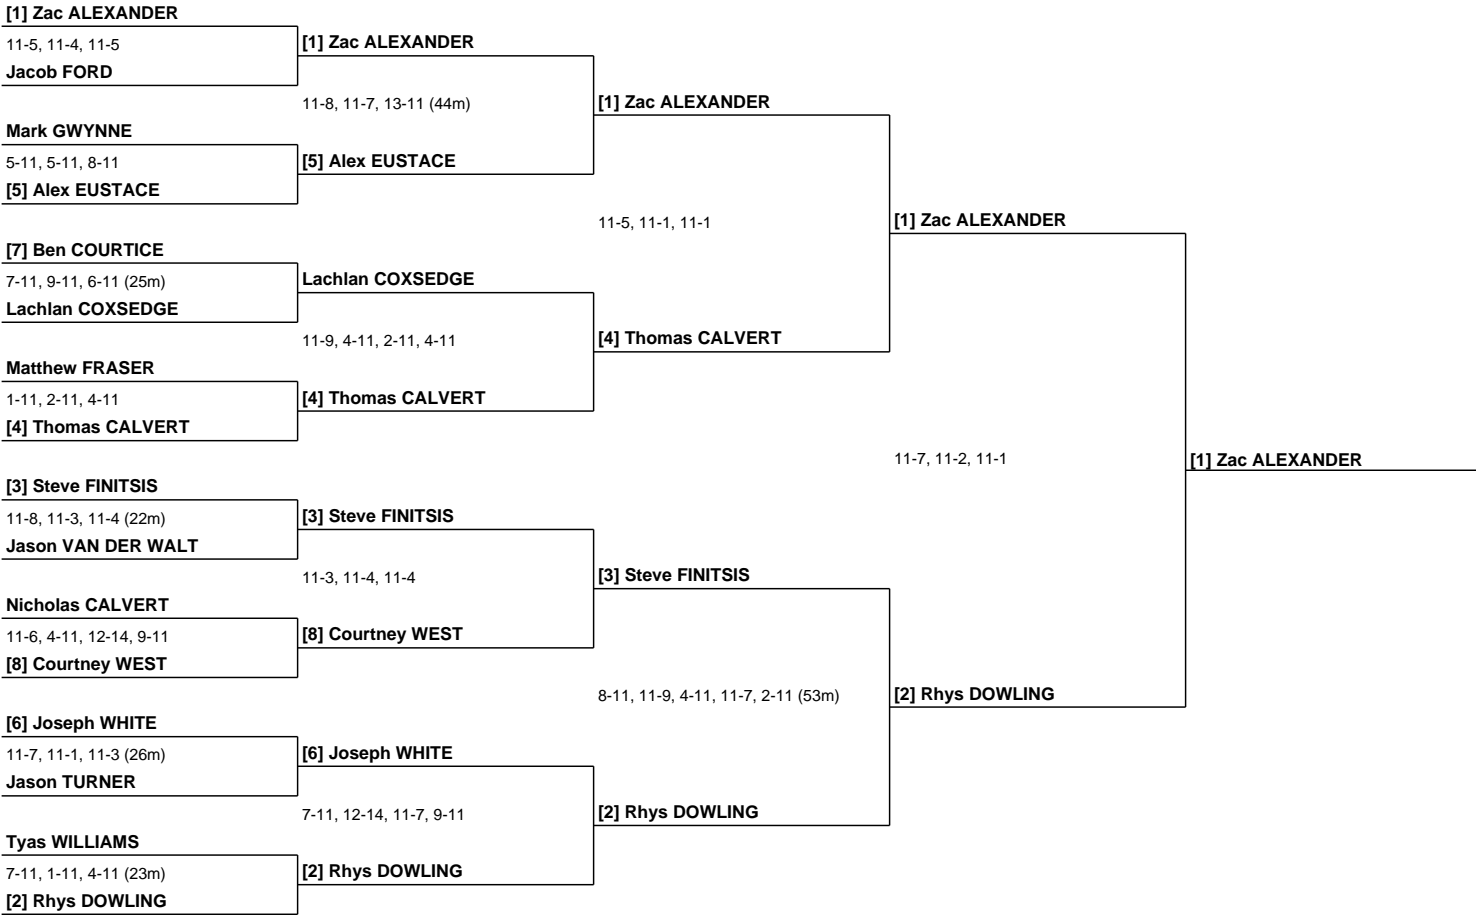 [1] Zac ALEXANDER
11-5, 11-4, 11-5
Jacob FORD
Mark GWYNNE
5-11, 5-11, 8-11
[5] Alex EUSTACE
[7] Ben COURTICE
7-11, 9-11, 6-11 (25m)
Lachlan COXSEDGE
Matthew FRASER
1-11, 2-11, 4-11
[4] Thomas CALVERT
[3] Steve FINITSIS
11-8, 11-3, 11-4 (22m)
Jason VAN DER WALT
Nicholas CALVERT
11-6, 4-11, 12-14, 9-11
[8] Courtney WEST
[6] Joseph WHITE
11-7, 11-1, 11-3 (26m)
Jason TURNER
Tyas WILLIAMS
7-11, 1-11, 4-11 (23m)
[2] Rhys DOWLING
[1] Zac ALEXANDER
11-8, 11-7, 13-11 (44m)
[5] Alex EUSTACE
Lachlan COXSEDGE
11-9, 4-11, 2-11, 4-11
[4] Thomas CALVERT
[3] Steve FINITSIS
11-3, 11-4, 11-4
[8] Courtney WEST
[6] Joseph WHITE
7-11, 12-14, 11-7, 9-11
[2] Rhys DOWLING
[1] Zac ALEXANDER
11-5, 11-1, 11-1
[4] Thomas CALVERT
[3] Steve FINITSIS
8-11, 11-9, 4-11, 11-7, 2-11 (53m)
[2] Rhys DOWLING
[1] Zac ALEXANDER
11-7, 11-2, 11-1
[2] Rhys DOWLING
[1] Zac ALEXANDER